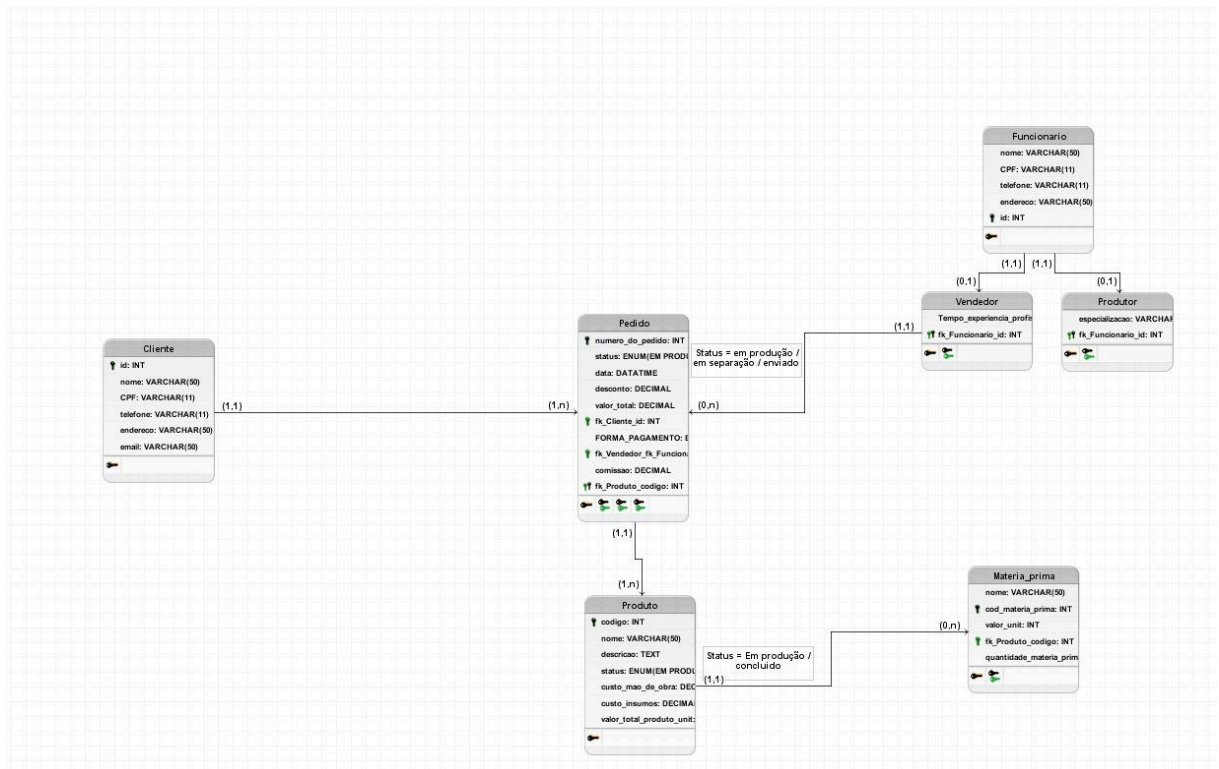 Funcionario
nome: VARCHAR(50)
CPF: VARCHAR(11)
telefone: VARCHAR(11)
endereco: VARCHAR(50)
id: INT
(1,1) (1,1)
(0,1) (0,1)
Vendedor
Tempo_experiencia_profis
fk_Funcionario_id: INT
Produtor
especializacao: VARCHAR
fk_Funcionario_id: INT
(1,1)
Pedido
numero_do_pedido: INT
status: ENUM(EM PRODU
data: DATATIME
desconto: DECIMAL
valor_total: DECIMAL
fk_Cliente_id: INT
FORMA_PAGAMENTO: E
fk_Vendedor_fk_Funcion
comissao: DECIMAL
fk_Produto_codigo: INT
Status = em produção /
em separação / enviado
(0,n)
Cliente
id: INT
nome: VARCHAR(50)
CPF: VARCHAR(11)
telefone: VARCHAR(11)
endereco: VARCHAR(50)
email: VARCHAR(50)
(1,1)
(1,n)
(1,1)
(1,n)
Produto
codigo: INT
nome: VARCHAR(50)
descricao: TEXT
status: ENUM(EM PRODU
custo_mao_de_obra: DEC
custo_insumos: DECIMA
valor_total_produto_unit:
Status = Em produção /
concluido
(1,1)
(0,n)
Materia_prima
nome: VARCHAR(50)
cod_materia_prima: INT
valor_unit: INT
fk_Produto_codigo: INT
quantidade_materia_prim